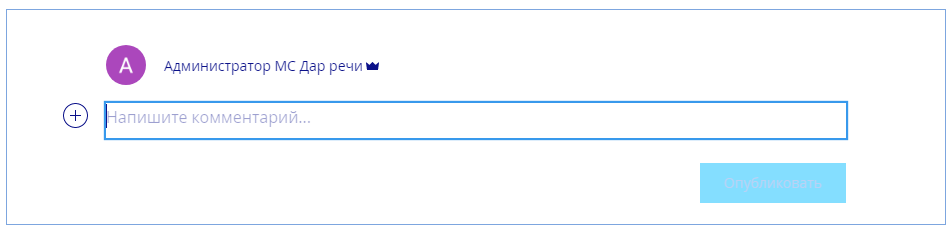 А
Администратор МС Дар речи
Напишите комментарий...
Опубликовать